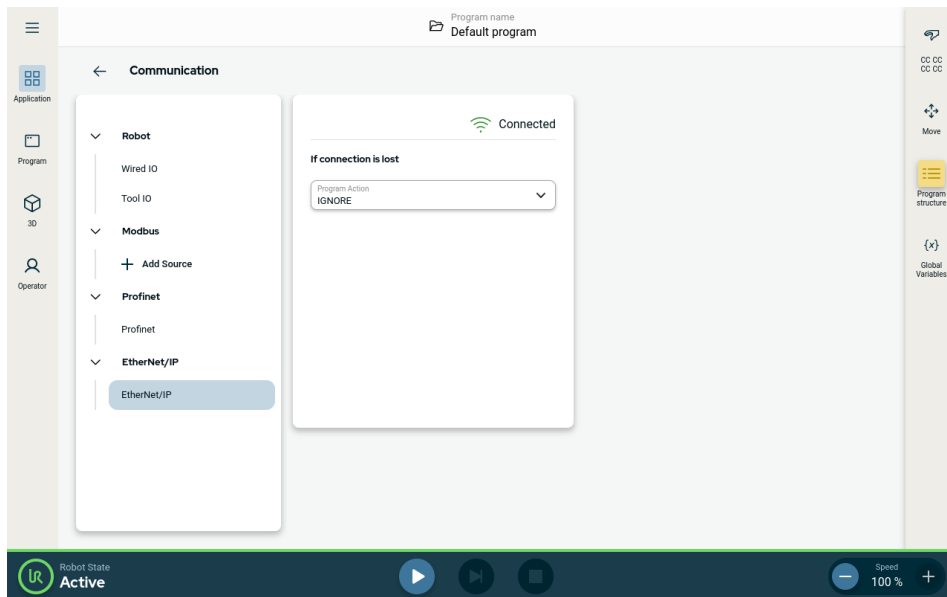 Program name
Default program
Communication
Application
Program
3D
Operator
Robot
Wired IO
Tool IO
Modbus
Add Source
Profinet
Profinet
EtherNet/IP
EtherNet/IP
Connected
If connection is lost
Program Action
IGNORE
CC CC
CC CC
Move
Program
structure
{x}
Global
Variables
UR
Robot State
Active
Speed
100 %